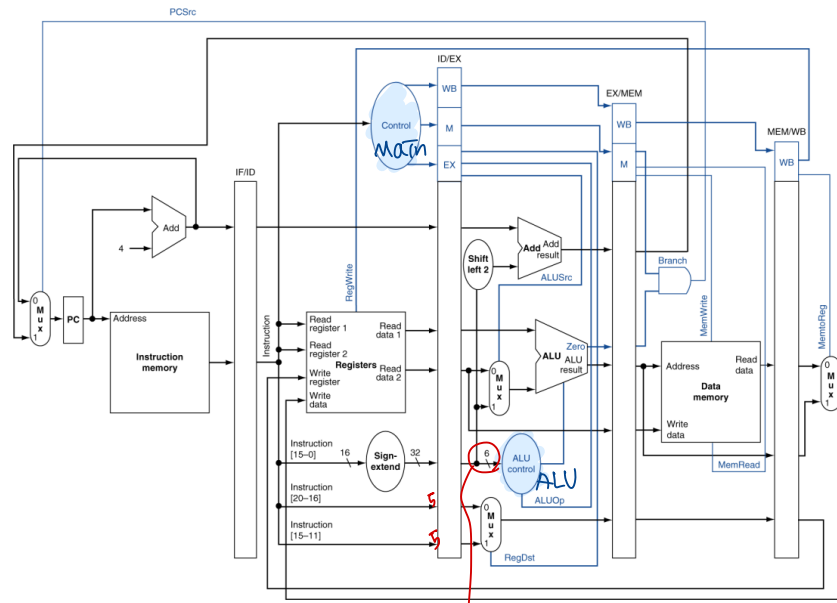 PCSrc
ID/EX
WB
EX/MEM
Control
Main
M
WB
MEM/WB
EX
M
WB
IF/ID
Add
4
Add
Add
result
Shift
left 2
ALUSrc
Branch
RegWrite
MemWrite
MemtoReg
0
M
u
x
1
PC
Address
Instruction
memory
Instruction
Read
register 1
Read
register 2
Write
register
Write
data
Registers
Read
data 1
Read
data 2
0
M
u
x
1
Zero
ALU
ALU
result
Address
Read
data
Data
memory
Write
data
0
M
u
x
1
Instruction
[15–0]
16
Sign-
extend
32
6
ALU
control
ALU
MemRead
Instruction
[20–16]
5
ALUOp
Instruction
[15–11]
5
0
M
u
x
1
RegDst